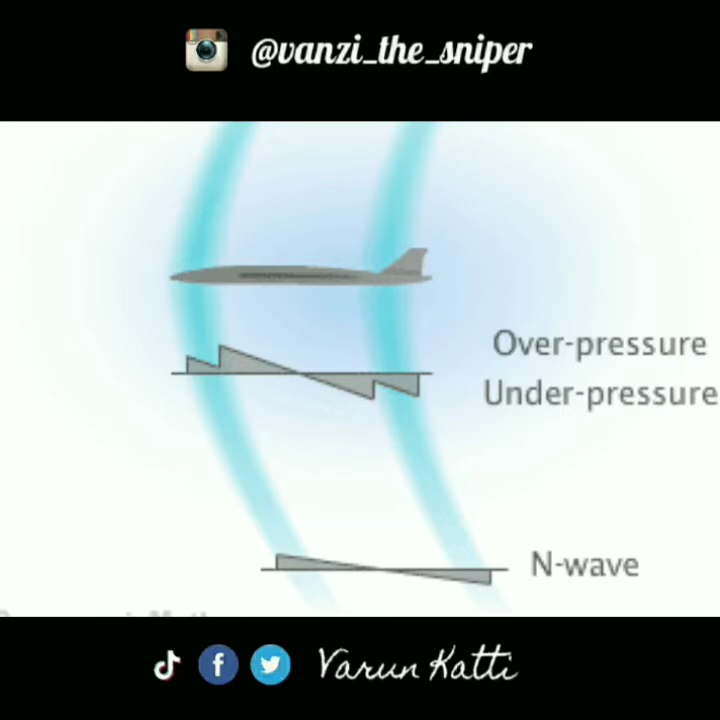 @vanzi_the_sniper
Over-pressure
Under-pressure
N-wave
Varun Katti